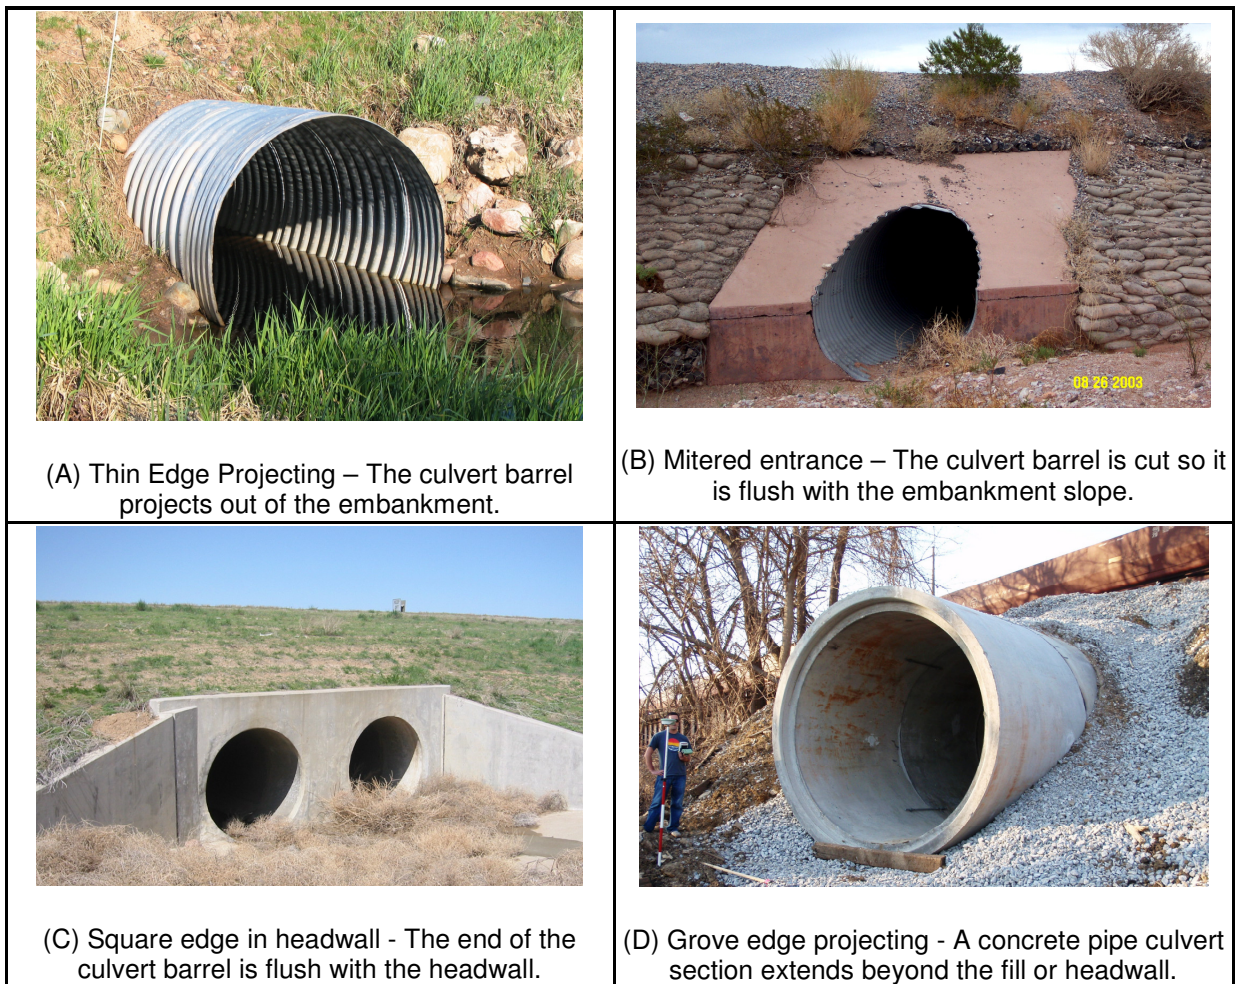 (A) Thin Edge Projecting – The culvert barrel
projects out of the embankment.
08 26 2003
(B) Mitered entrance – The culvert barrel is cut so it
is flush with the embankment slope.
(C) Square edge in headwall - The end of the
culvert barrel is flush with the headwall.
(D) Grove edge projecting - A concrete pipe culvert
section extends beyond the fill or headwall.